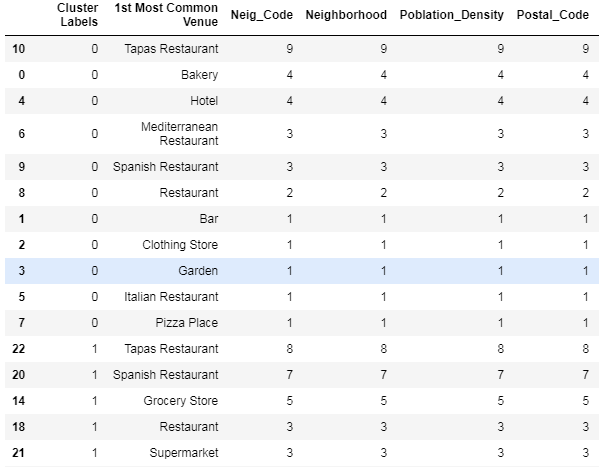 Cluster Labels 1st Most Common Venue Neig_Code Neighborhood Poblation_Density Postal_Code
10 0 Tapas Restaurant 9 9 9 9
0 0 Bakery 4 4 4 4
4 0 Hotel 4 4 4 4
6 0 Mediterranean Restaurant 3 3 3 3
9 0 Spanish Restaurant 3 3 3 3
8 0 Restaurant 2 2 2 2
1 0 Bar 1 1 1 1
2 0 Clothing Store 1 1 1 1
3 0 Garden 1 1 1 1
5 0 Italian Restaurant 1 1 1 1
7 0 Pizza Place 1 1 1 1
22 1 Tapas Restaurant 8 8 8 8
20 1 Spanish Restaurant 7 7 7 7
14 1 Grocery Store 5 5 5 5
18 1 Restaurant 3 3 3 3
21 1 Supermarket 3 3 3 3